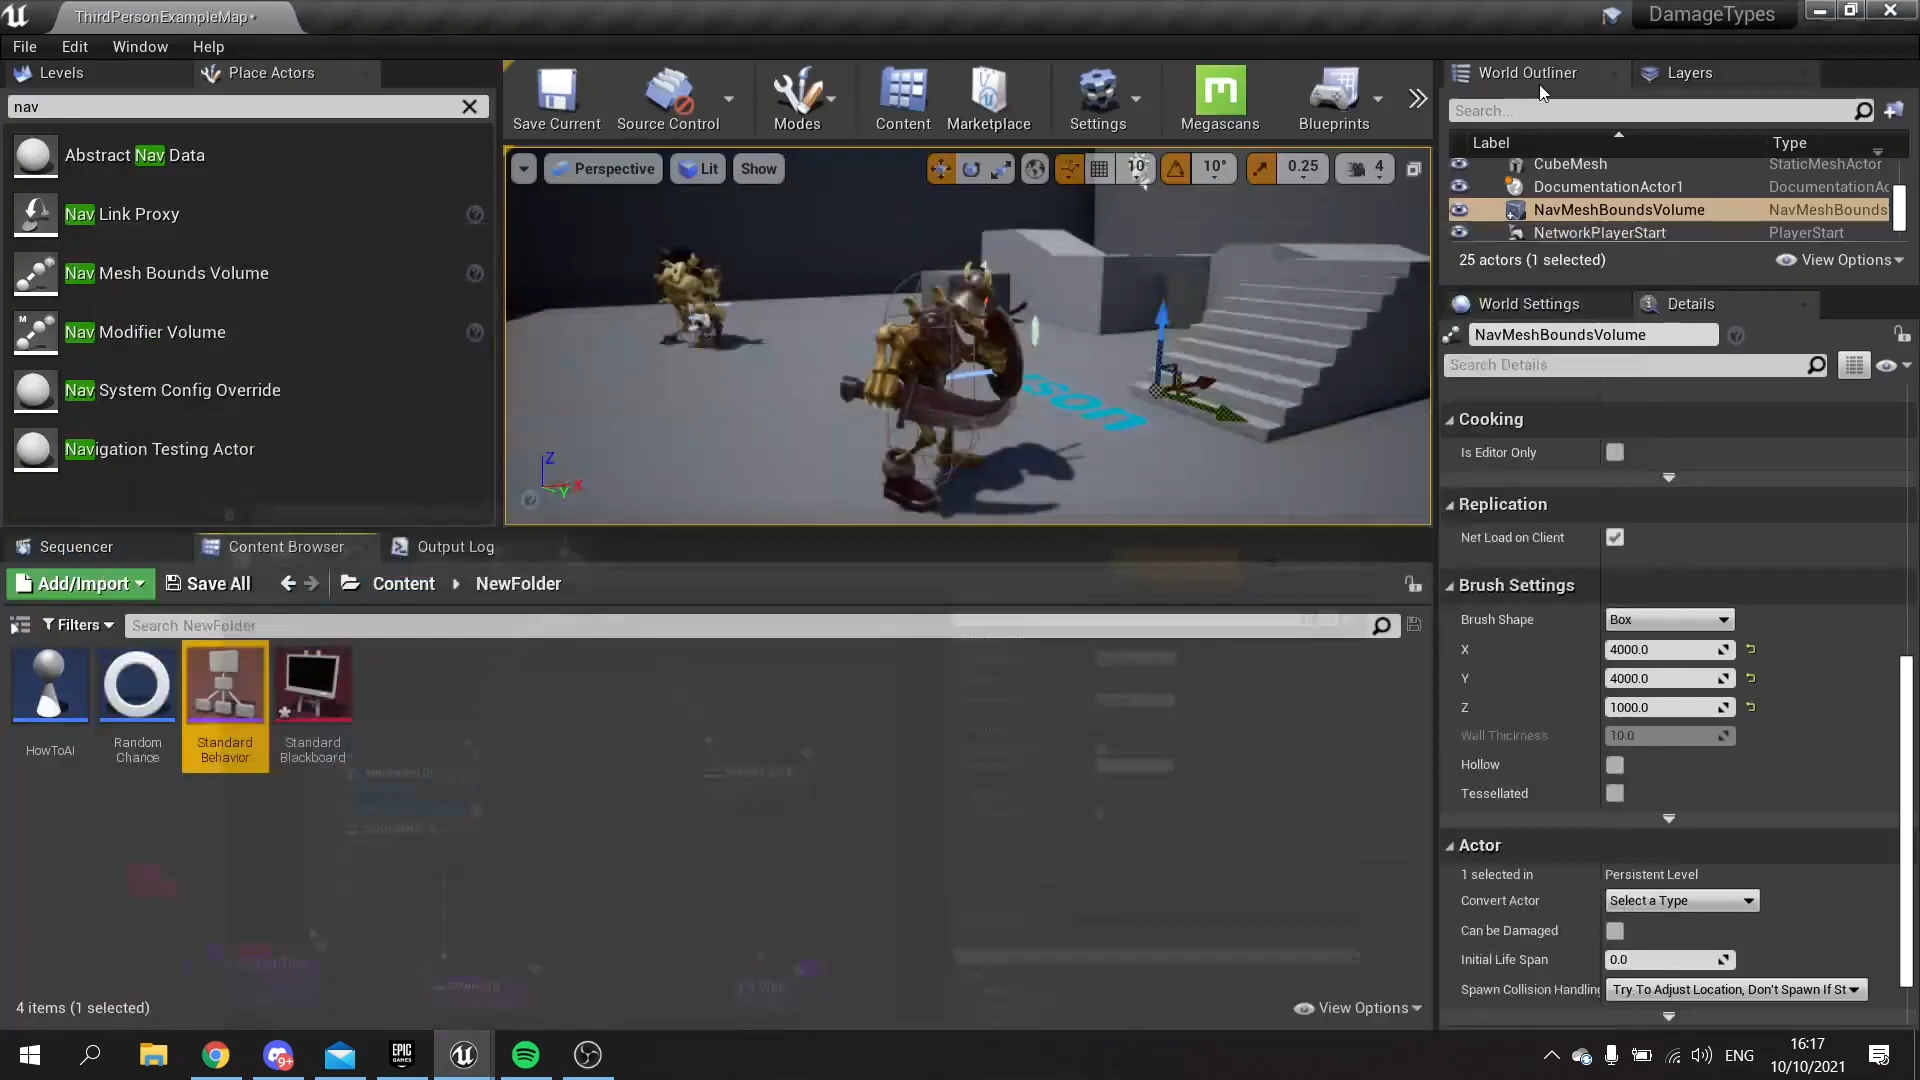 ThirdPersonExampleMap*
DamageTypes
File Edit Window Help
Levels
Place Actors
nav
Abstract Nav Data
Nav Link Proxy
Nav Mesh Bounds Volume
Nav Modifier Volume
Nav System Config Override
Navigation Testing Actor
Save Current
Source Control
Modes
Content
Marketplace
Settings
Megascans
Blueprints
Perspective
Lit
Show
10
10°
0.25
4
Z
X
Y
World Outliner
Layers
Search...
Label
Type
CubeMesh StaticMeshActor
DocumentationActor1 DocumentationAc
NavMeshBoundsVolume NavMeshBounds
NetworkPlayerStart PlayerStart
25 actors (1 selected)
View Options
World Settings
Details
NavMeshBoundsVolume
Search Details
Cooking
Is Editor Only
Replication
Net Load on Client
Brush Settings
Brush Shape Box
X 4000.0
Y 4000.0
Z 1000.0
Wall Thickness 10.0
Hollow
Tessellated
Actor
1 selected in Persistent Level
Convert Actor Select a Type
Can be Damaged
Initial Life Span 0.0
Spawn Collision Handling Try To Adjust Location, Don't Spawn If St
Sequencer
Content Browser
Output Log
Add/Import
Save All
Content
NewFolder
Filters
Search NewFolder
HowToAI
Random
Chance
Standard
Behavior
Standard
Blackboard
4 items (1 selected)
View Options
9+
EPIC
GAMES
ENG
16:17
10/10/2021